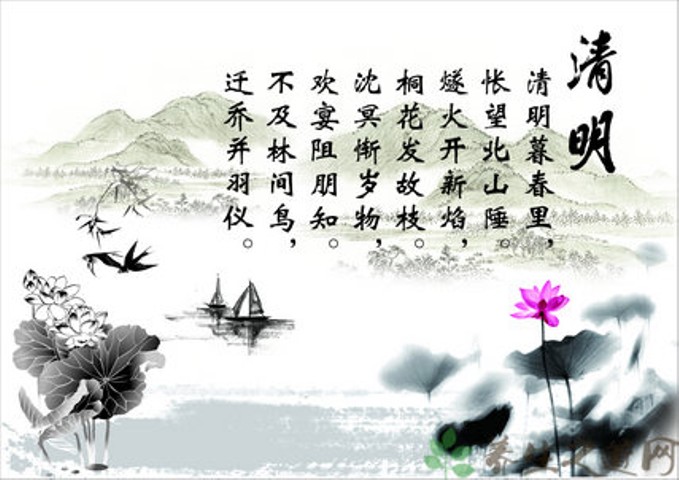 清明
清明暮春里，
怅望北山陲。
燧火开新焰，
桐花发故枝。
沈冥惭岁物，
欢宴阻朋知。
不及林间鸟，
迁乔并羽仪。